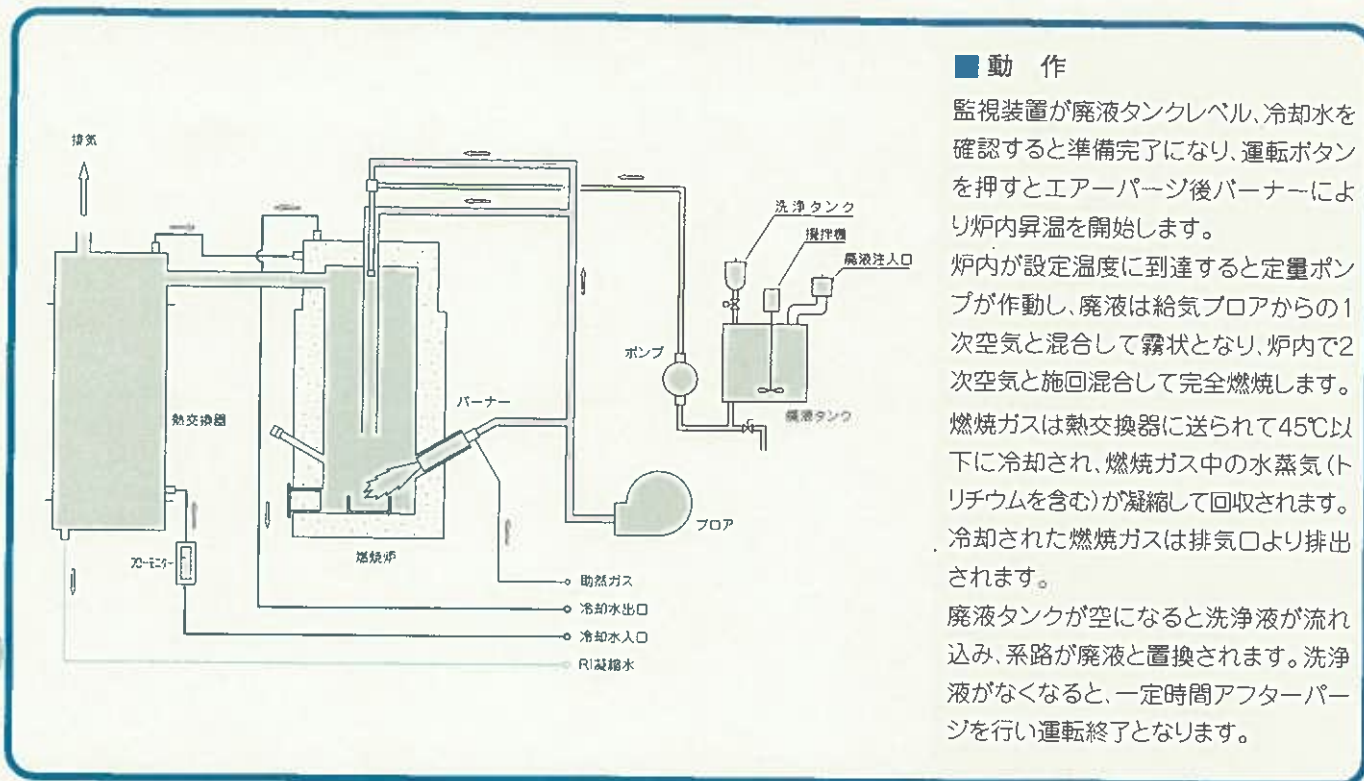 排気
洗浄タンク
撹拌機
廃液注入口
ポンプ
廃液タンク
バーナー
熱交換器
ブロア
フローモニター
燃焼炉
助然ガス
冷却水出口
冷却水入口
RI凝縮水
■動 作
監視装置が廃液タンクレベル、冷却水を
確認すると準備完了になり、運転ボタン
を押すとエアーパージ後バーナーによ
り炉内昇温を開始します。
炉内が設定温度に到達すると定量ポン
プが作動し、廃液は給気ブロアからの1
次空気と混合して霧状となり、炉内で2
次空気と施回混合して完全燃焼します。
燃焼ガスは熱交換器に送られて45℃以
下に冷却され、燃焼ガス中の水蒸気(ト
リチウムを含む)が凝縮して回収されます。
冷却された燃焼ガスは排気口より排出
されます。
廃液タンクが空になると洗浄液が流れ
込み、系路が廃液と置換されます。洗浄
液がなくなると、一定時間アフターパー
ジを行い運転終了となります。